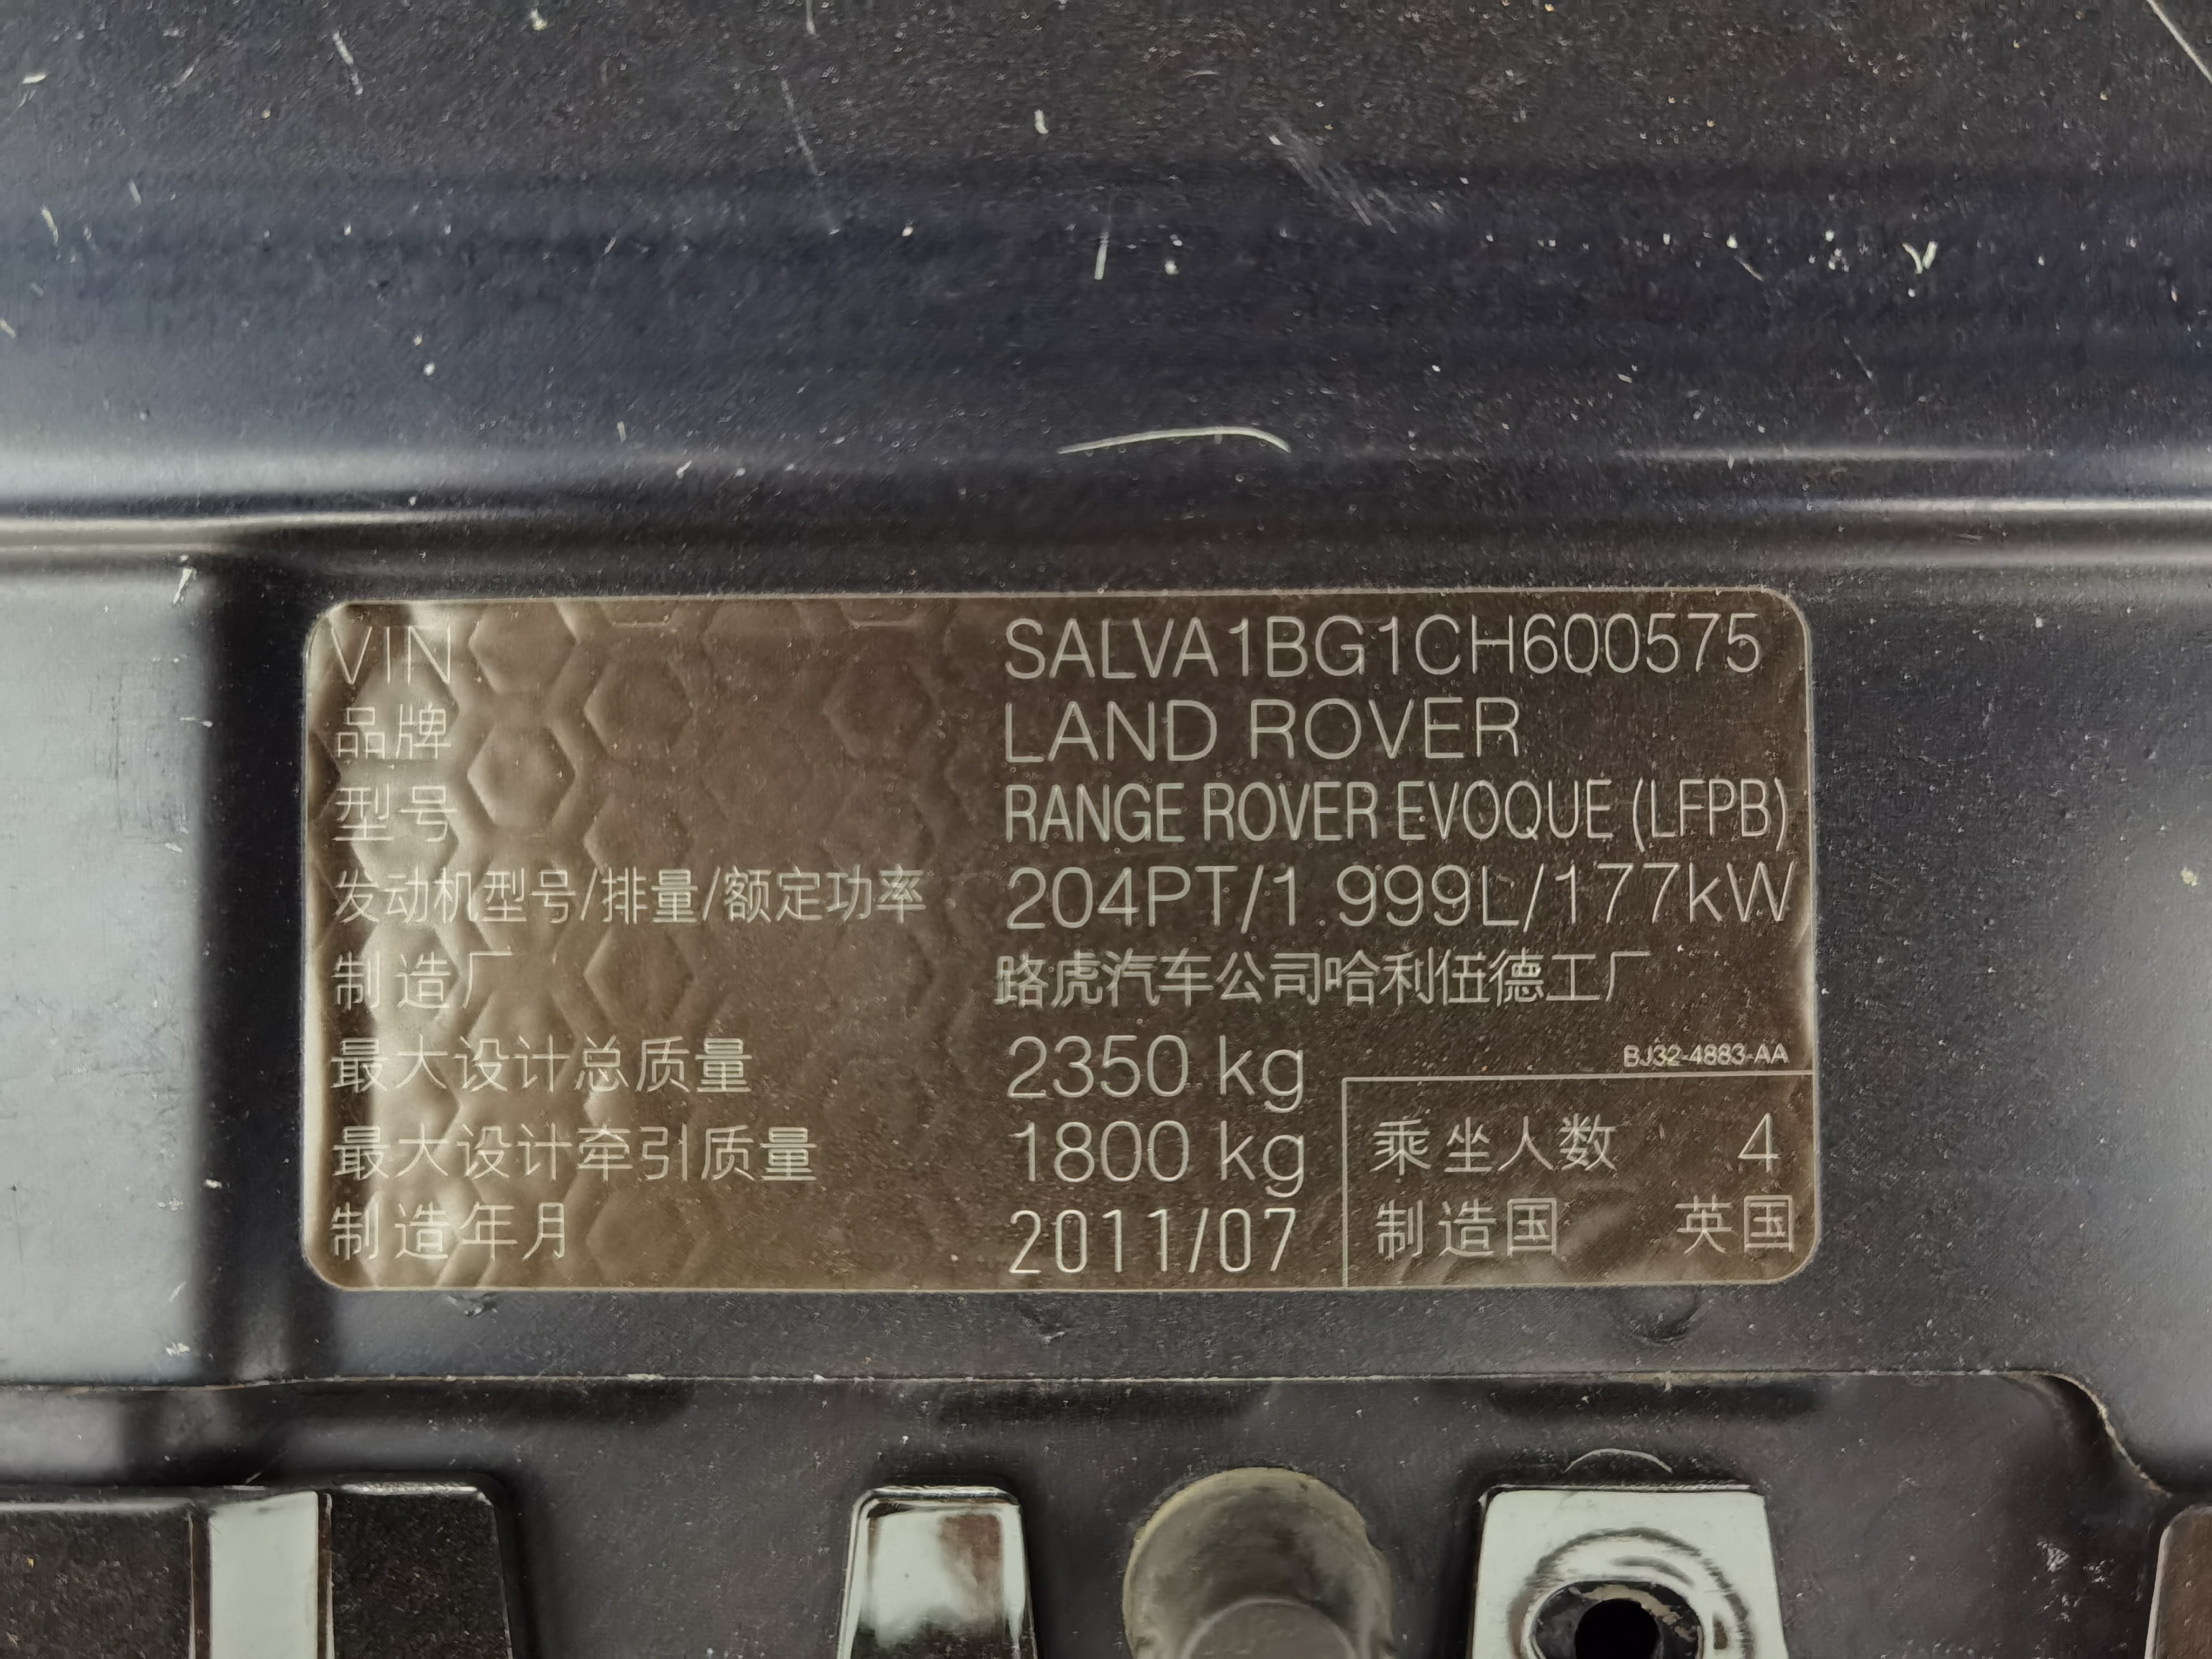 VIN SALVA1BG1CH600575
品牌 LAND ROVER
型号 RANGE ROVER EVOQUE (LFPB)
发动机型号/排量/额定功率 204PT/1.999L/177kW
制造厂 路虎汽车公司哈利伍德工厂
最大设计总质量 2350 kg
BJ32-4883-AA
最大设计牵引质量 1800 kg 乘坐人数 4
制造年月 2011/07 制造国 英国